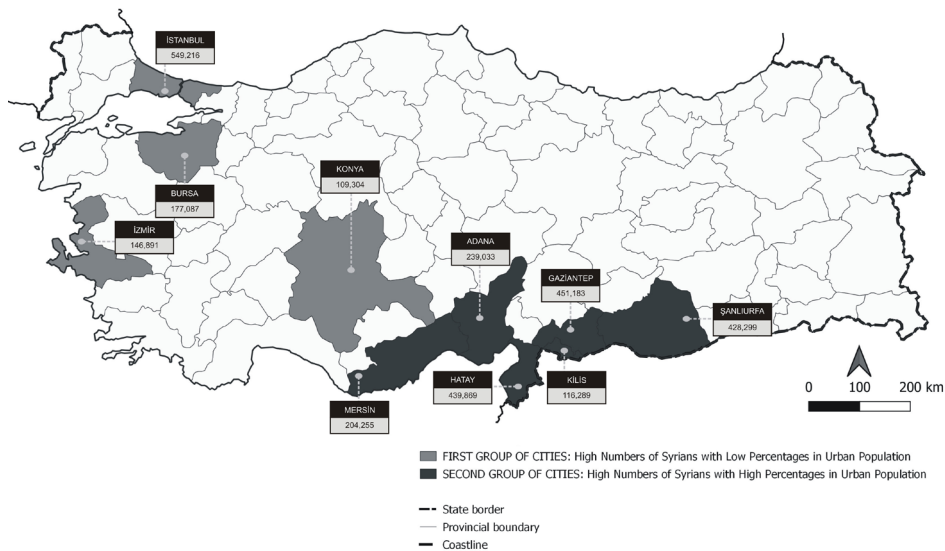 İSTANBUL
549,216
KONYA
109,304
BURSA
177,087
İZMİR
146,891
ADANA
239,033
GAZİANTEP
451,183
ŞANLIURFA
428,299
HATAY
439,869
KİLİS
116,289
MERSİN
204,255
0 100 200 km
FIRST GROUP OF CITIES: High Numbers of Syrians with Low Percentages in Urban Population
SECOND GROUP OF CITIES: High Numbers of Syrians with High Percentages in Urban Population
State border
Provincial boundary
Coastline